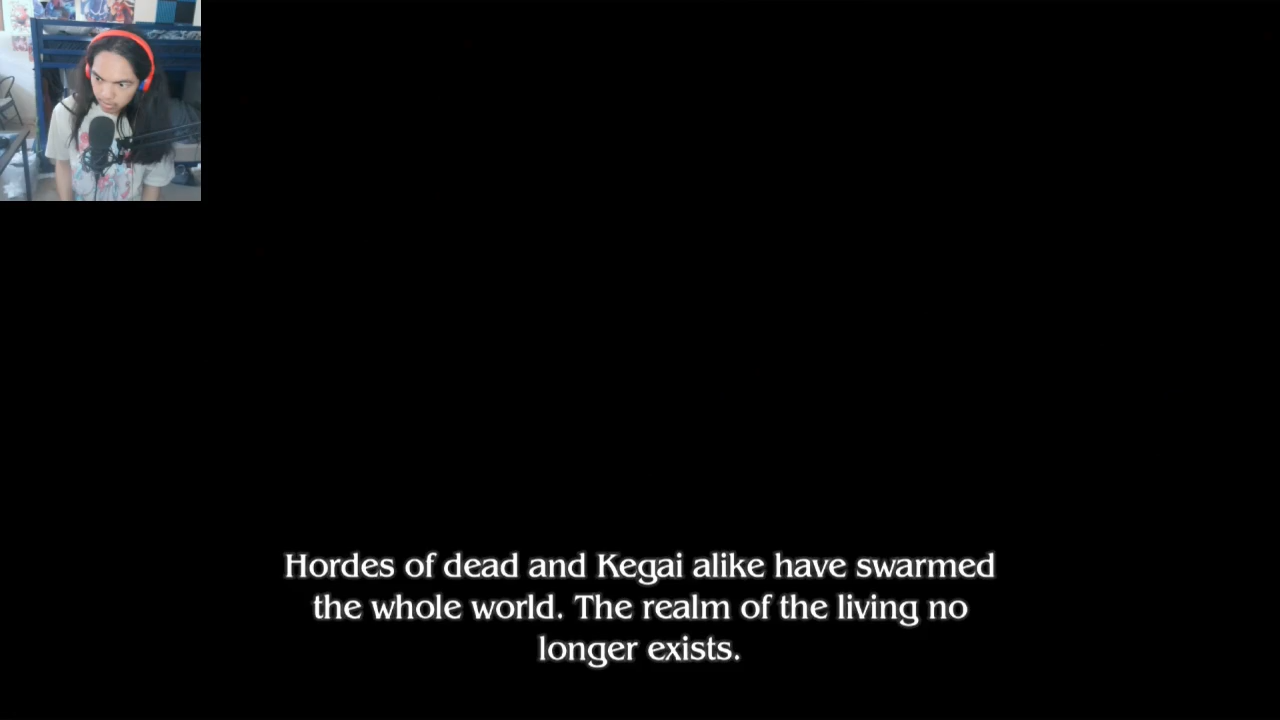 Hordes of dead and Kegai alike have swarmed
the whole world. The realm of the living no
longer exists.